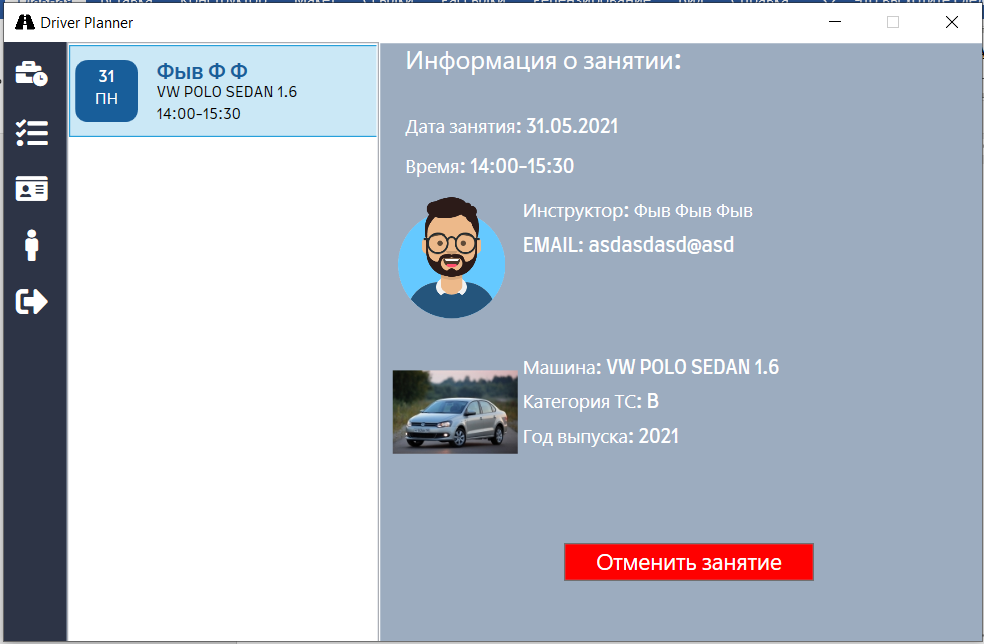 Driver Planner
31
ПН
Фыв Ф Ф
VW POLO SEDAN 1.6
14:00-15:30
Информация о занятии:
Дата занятия: 31.05.2021
Время: 14:00-15:30
Инструктор: Фыв Фыв Фыв
EMAIL: asdasdasd@asd
Машина: VW POLO SEDAN 1.6
Категория ТС: B
Год выпуска: 2021
Отменить занятие